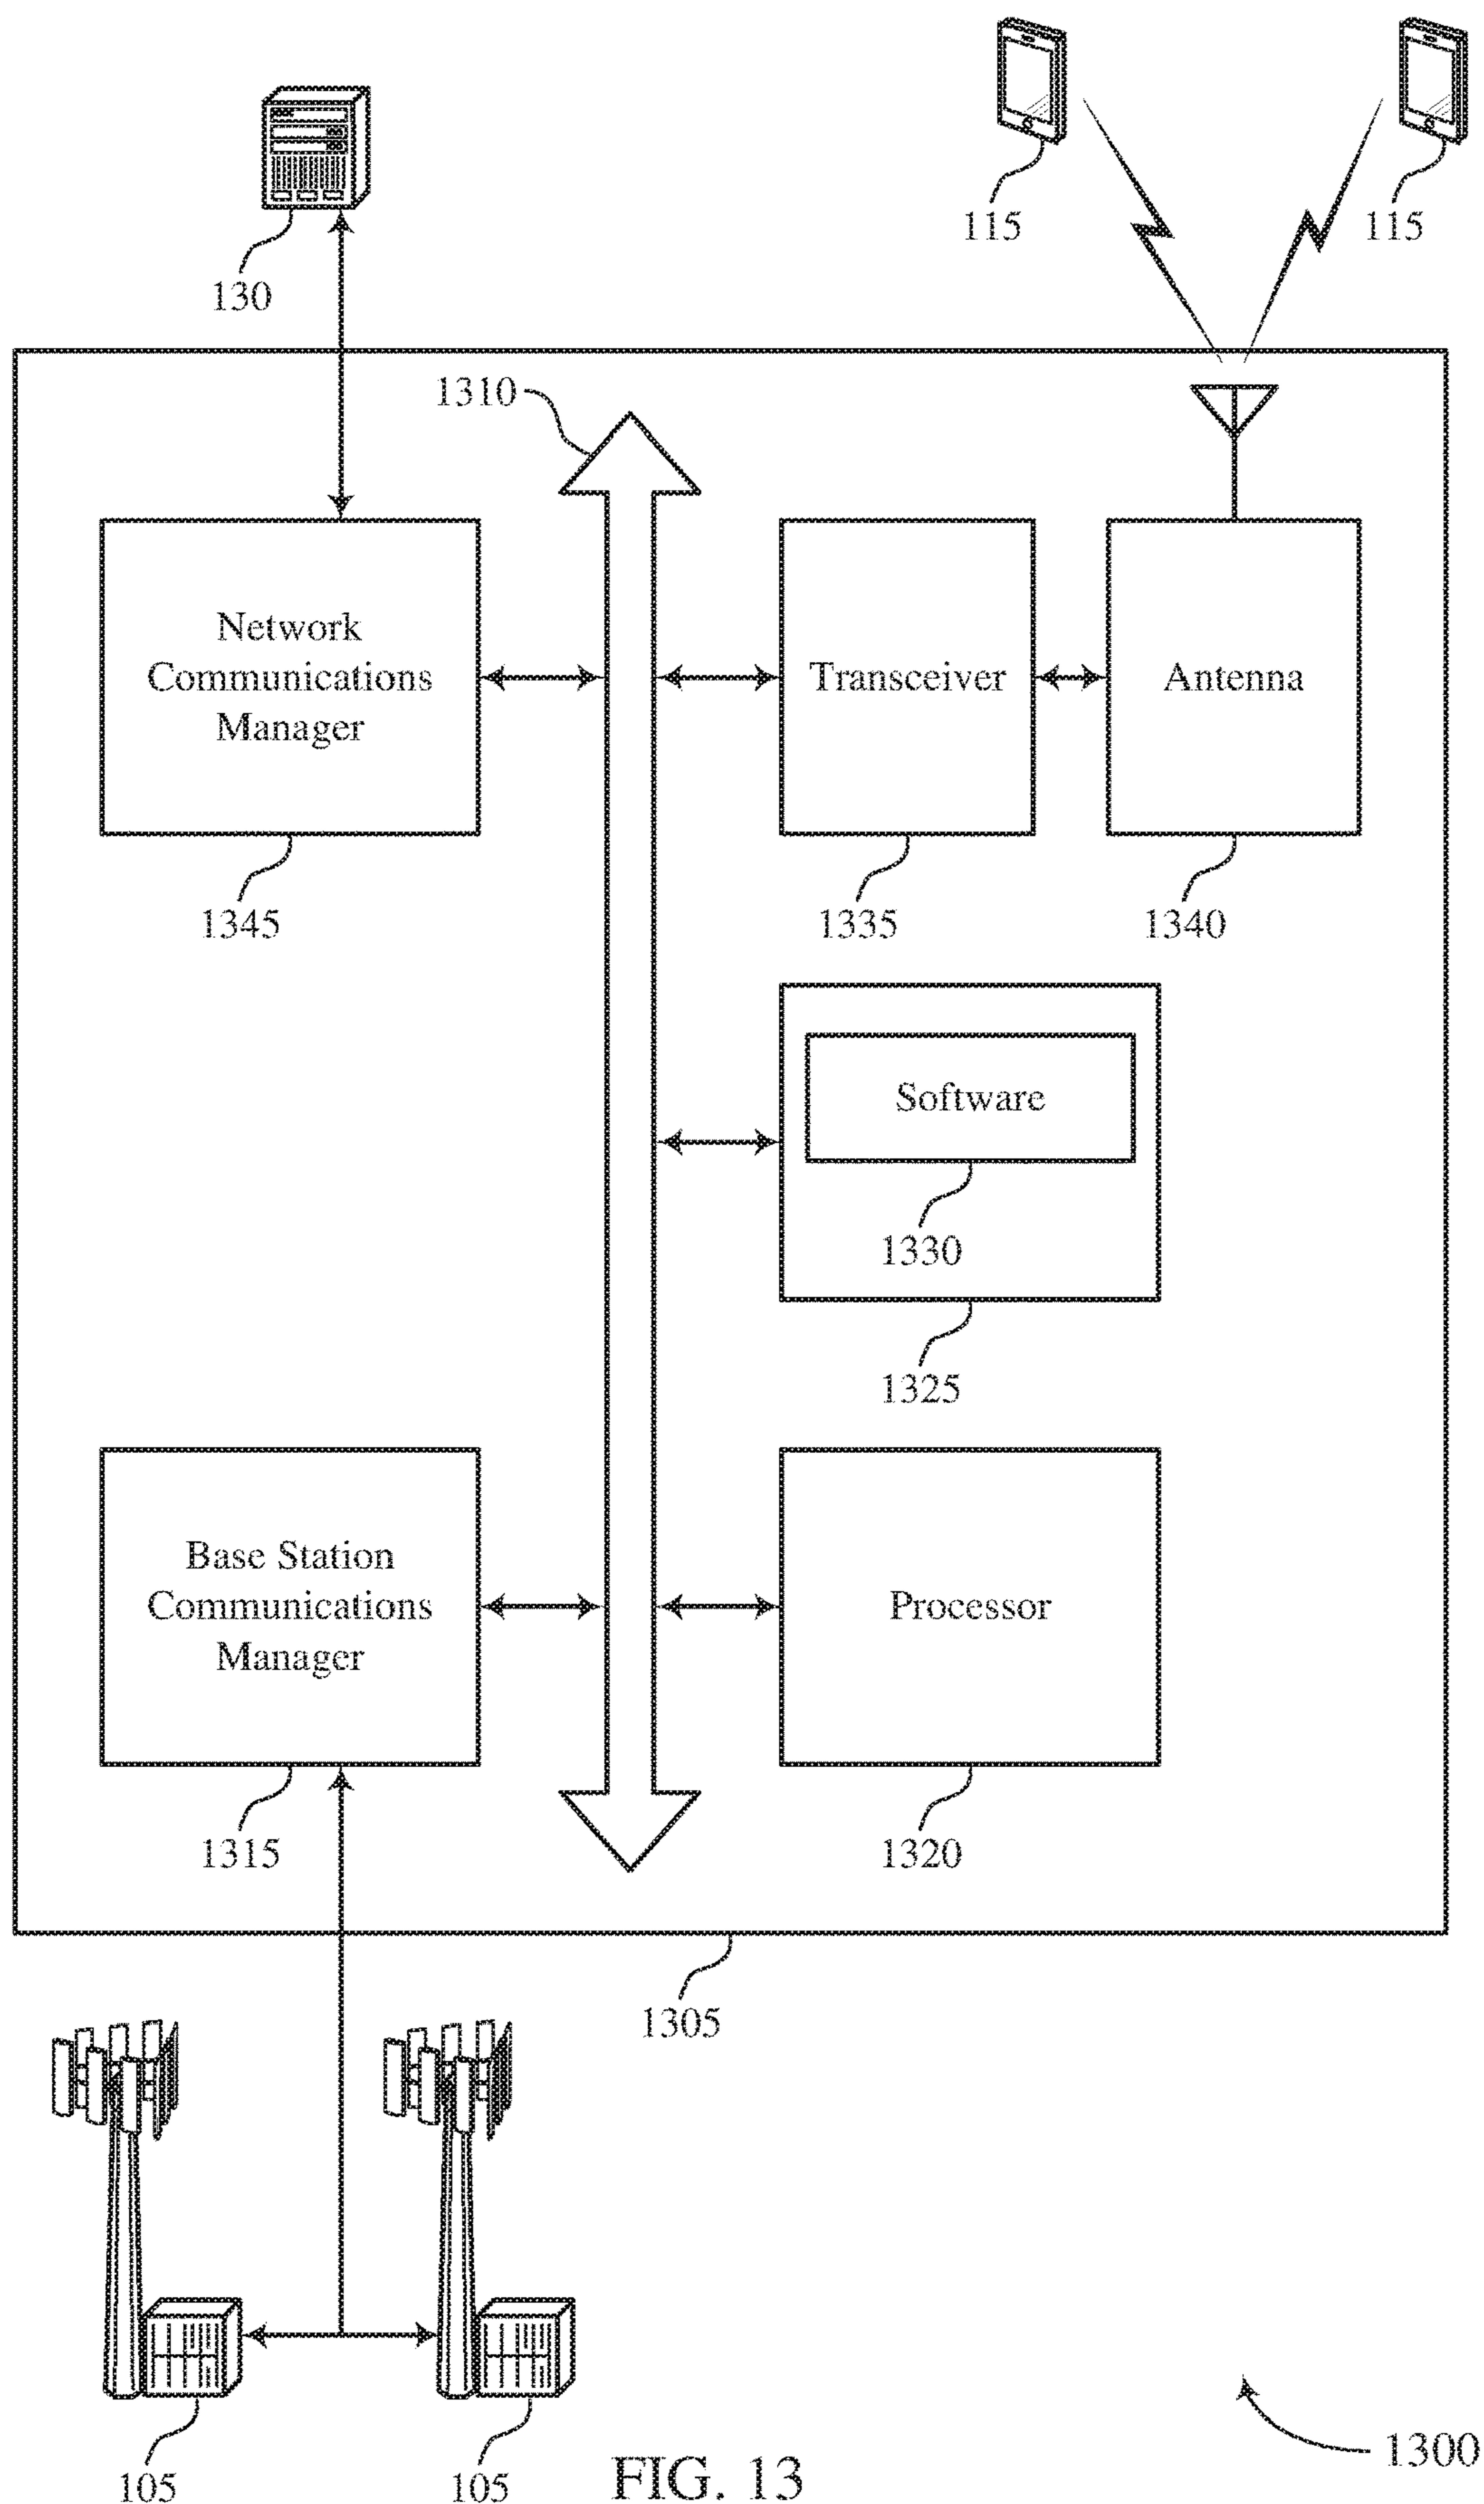 115
115
130
1310
Network
Communications
Manager
Transceiver
Antenna
1345
1335
1340
Software
1330
1325
Base Station
Communications
Manager
Processor
1315
1320
1305
105
105
FIG. 13
1300